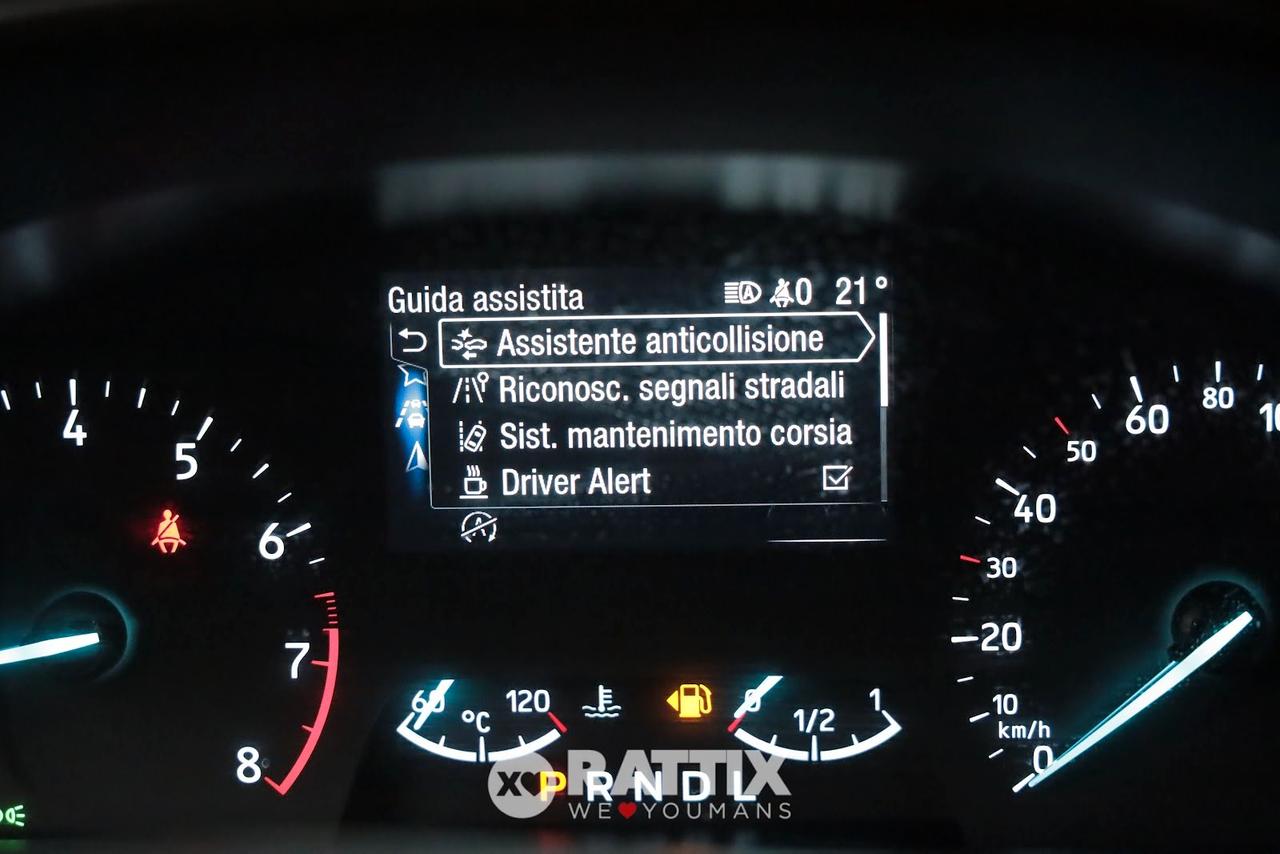 Guida assistita A 0 21°
Assistente anticollisione
Riconosc. segnali stradali
Sist. mantenimento corsia
Driver Alert
A
4
5
6
7
8
60 120
°C
0 1/2 1
0
10
20
30
40
50
60
80
km/h
P R N D L
RATTIX
WE YOUMANS